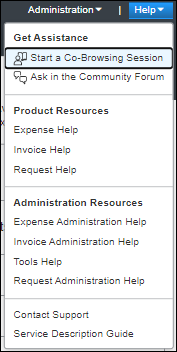 Administration | Help
Get Assistance
Start a Co-Browsing Session
Ask in the Community Forum
Product Resources
Expense Help
Invoice Help
Request Help
Administration Resources
Expense Administration Help
Invoice Administration Help
Tools Help
Request Administration Help
Contact Support
Service Description Guide